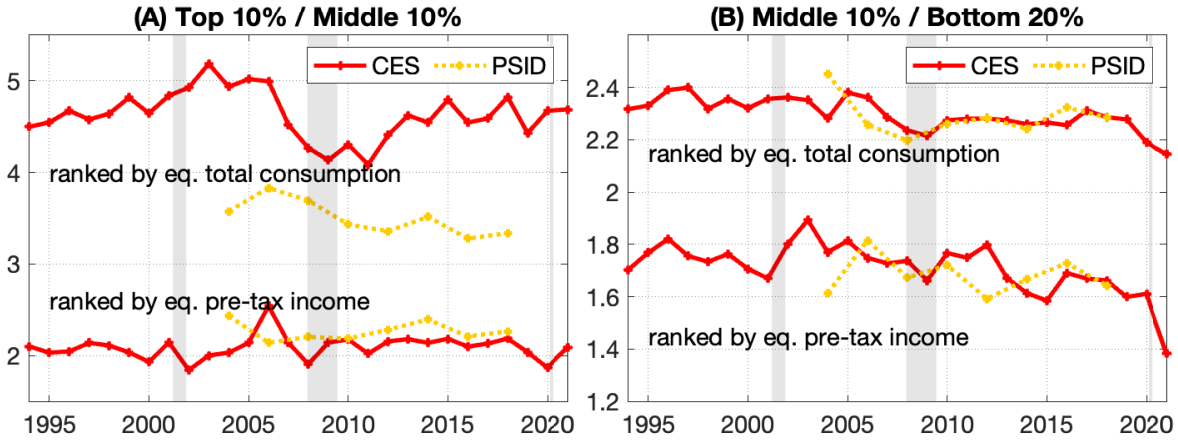 (A) Top 10% / Middle 10%
5
4
3
2
CES
PSID
ranked by eq. total consumption
ranked by eq. pre-tax income
1995 2000 2005 2010 2015 2020
(B) Middle 10% / Bottom 20%
2.4
2.2
2
1.8
1.6
1.4
1.2
CES
PSID
ranked by eq. total consumption
ranked by eq. pre-tax income
1995 2000 2005 2010 2015 2020